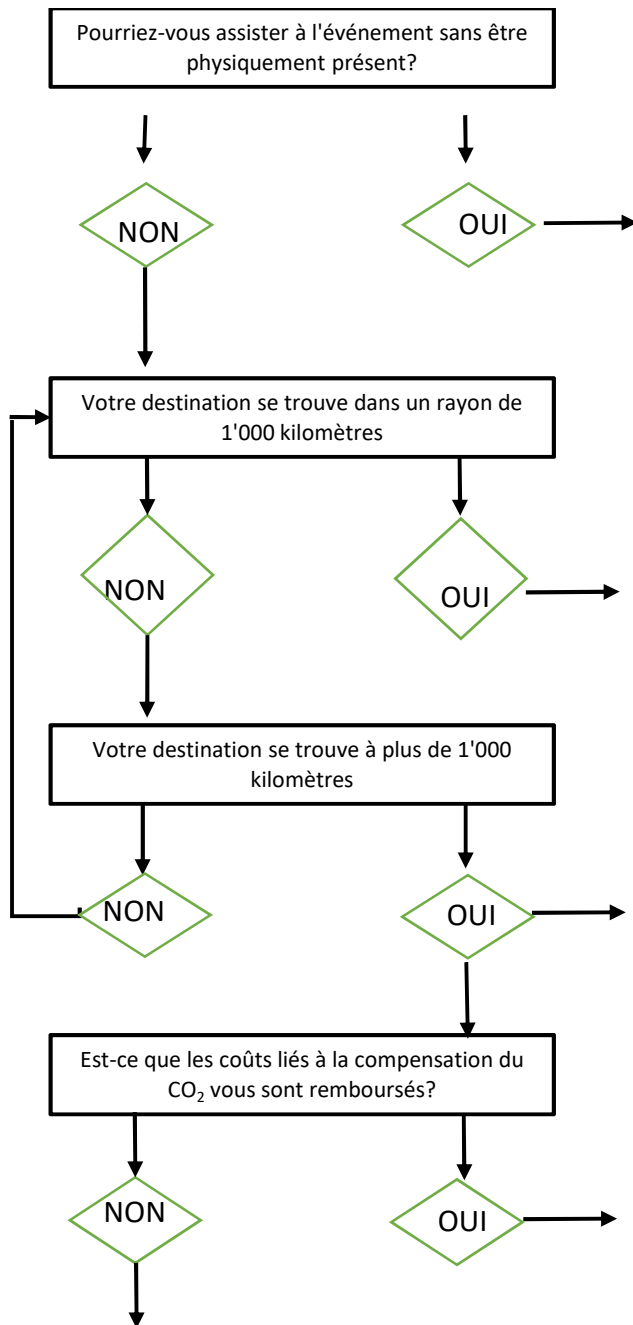 Pourriez-vous assister à l'événement sans être
physiquement présent?
NON
OUI
Votre destination se trouve dans un rayon de
1'000 kilomètres
NON
OUI
Votre destination se trouve à plus de 1'000
kilomètres
NON
OUI
Est-ce que les coûts liés à la compensation du
CO₂ vous sont remboursés?
NON
OUI